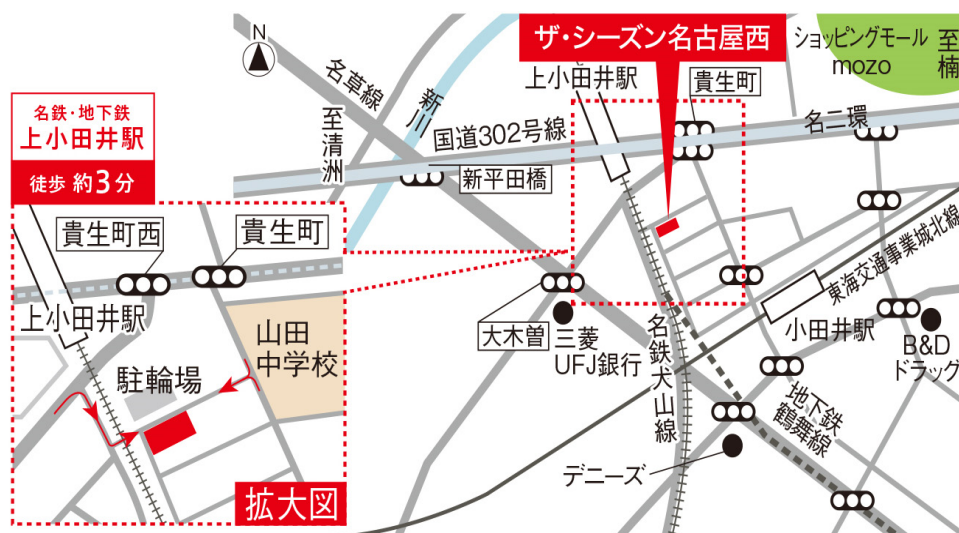 N
名草線
新川
至清洲
国道302号線
新平田橋
ザ・シーズン名古屋西
上小田井駅
貴生町
ショッピングモール
mozo
至楠
名二環
名鉄・地下鉄
上小田井駅
徒歩 約3分
貴生町西
貴生町
上小田井駅
山田
中学校
駐輪場
拡大図
大木曽
三菱
UFJ銀行
名鉄犬山線
東海交通事業城北線
小田井駅
B&D
ドラッグ
地下鉄
鶴舞線
デニーズ